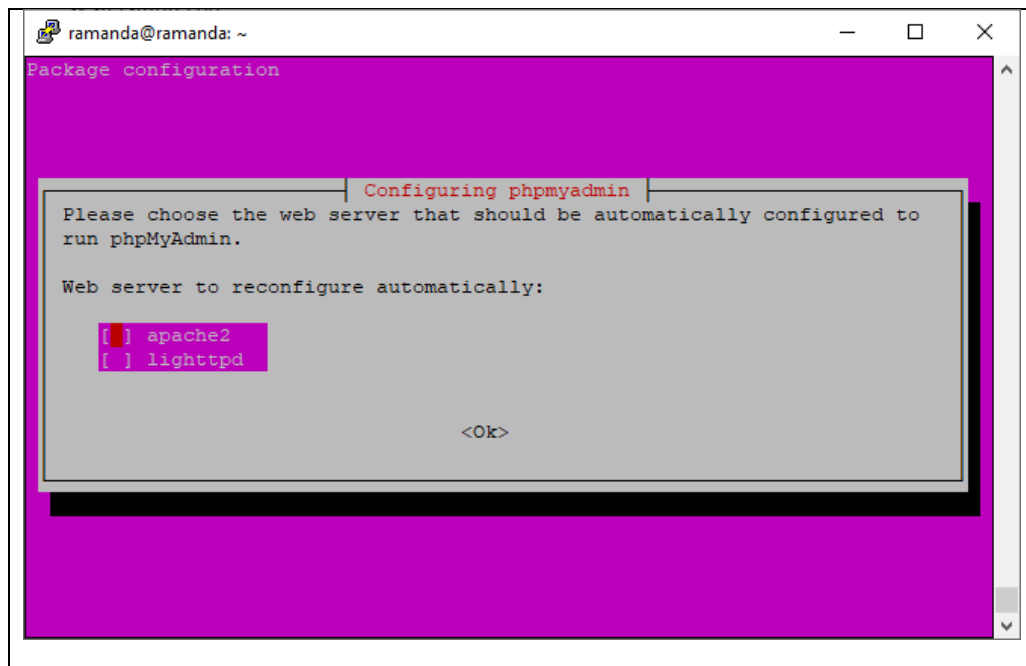 ramanda@ramanda: ~
Package configuration
Configuring phpmyadmin
Please choose the web server that should be automatically configured to
run phpMyAdmin.
Web server to reconfigure automatically:
[ ] apache2
[ ] lighttpd
<Ok>